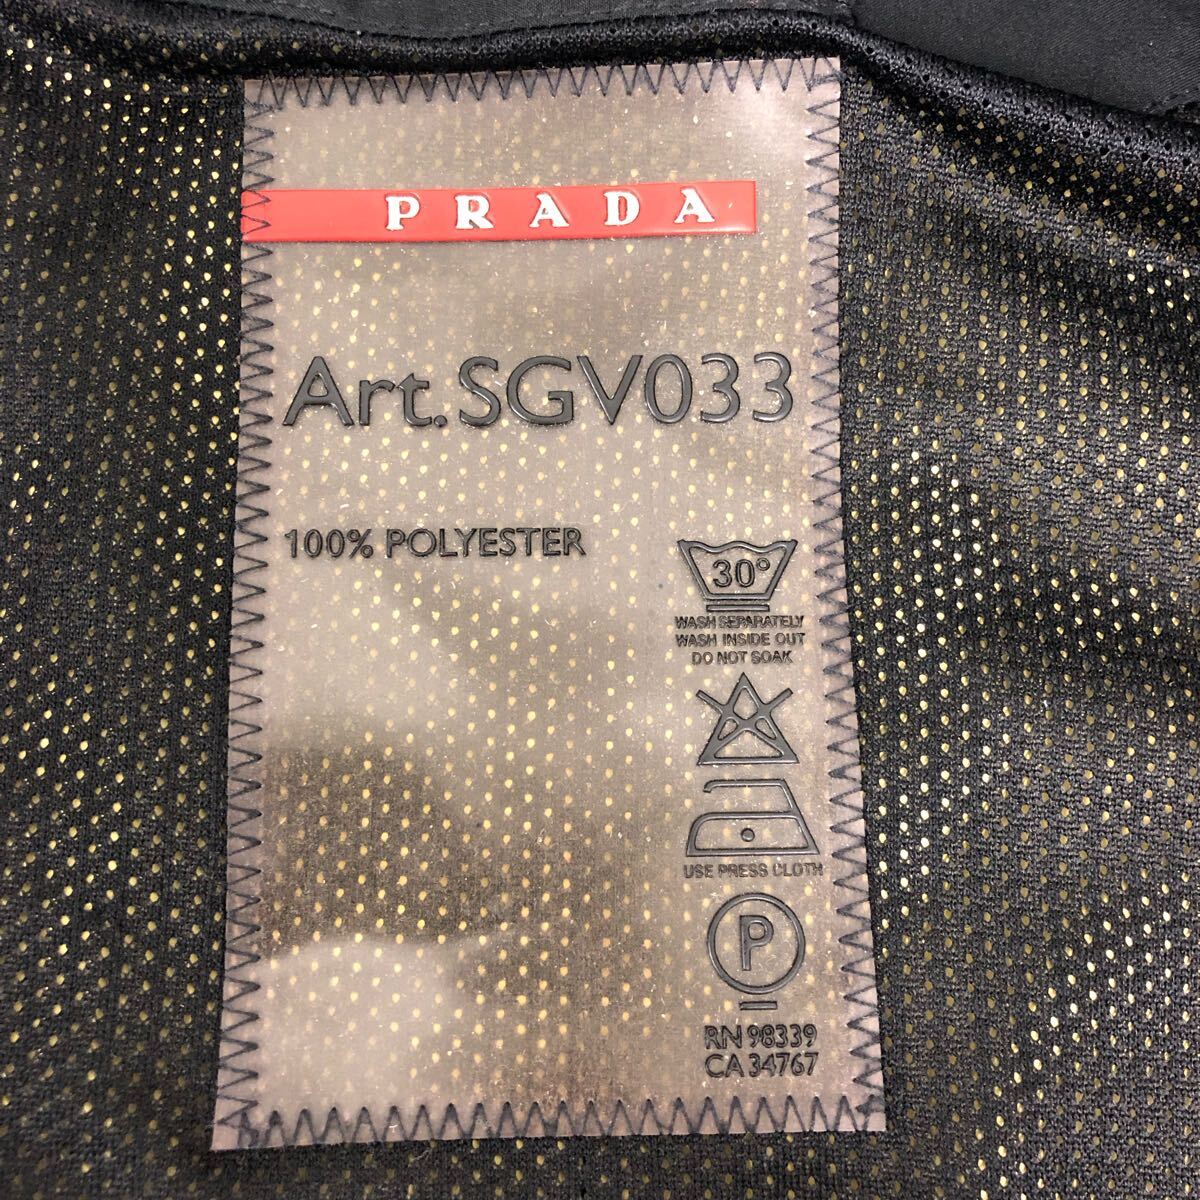 PRADA
Art.SGV033
100% POLYESTER
30°
WASH SEPARATELY
WASH INSIDE OUT
DO NOT SOAK
USE PRESS CLOTH
P
RN 98339
CA 34767